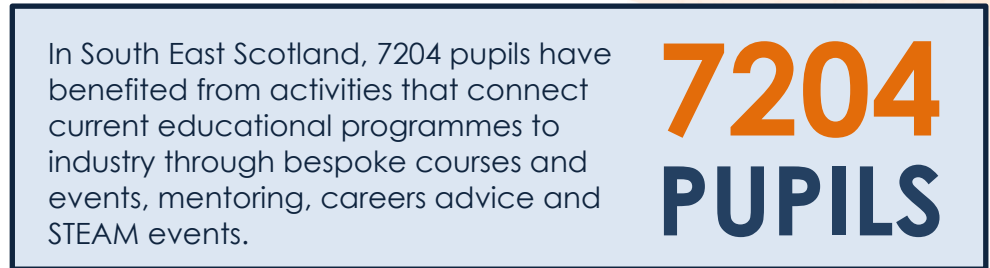 In South East Scotland, 7204 pupils have
benefited from activities that connect
current educational programmes to
industry through bespoke courses and
events, mentoring, careers advice and
STEAM events.
7204
PUPILS